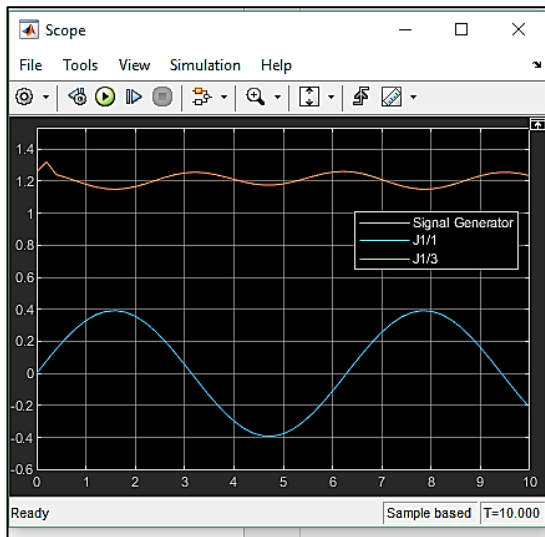 Scope
File Tools View Simulation Help
1.4
1.2
1
0.8
0.6
0.4
0.2
0
-0.2
-0.4
-0.6
Signal Generator
J1/1
J1/3
0 1 2 3 4 5 6 7 8 9 10
Ready
Sample based T=10.000